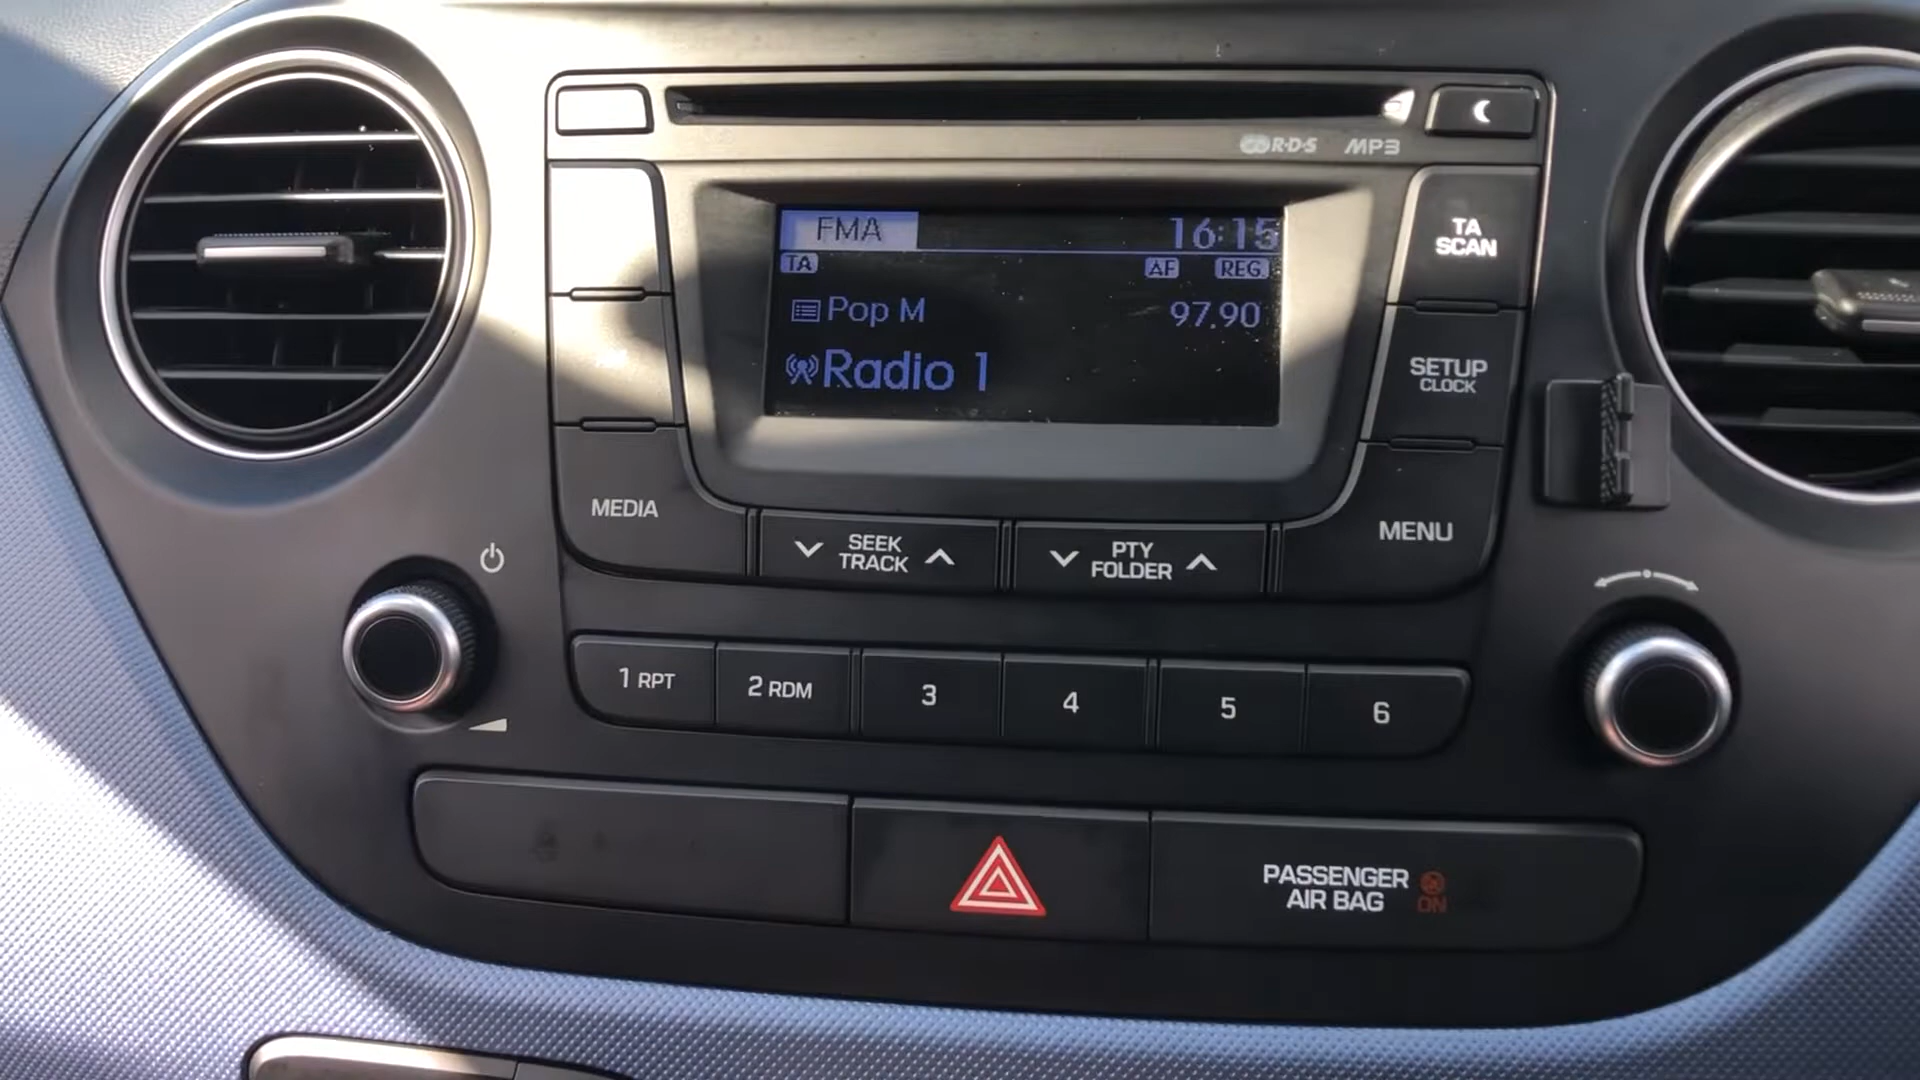 R·D·S MP3
FMA 16:15
TA AF REG
Pop M 97.90
Radio 1
TA
SCAN
SETUP
CLOCK
MEDIA
SEEK
TRACK
PTY
FOLDER
MENU
1 RPT
2 RDM
3
4
5
6
PASSENGER
AIR BAG
ON